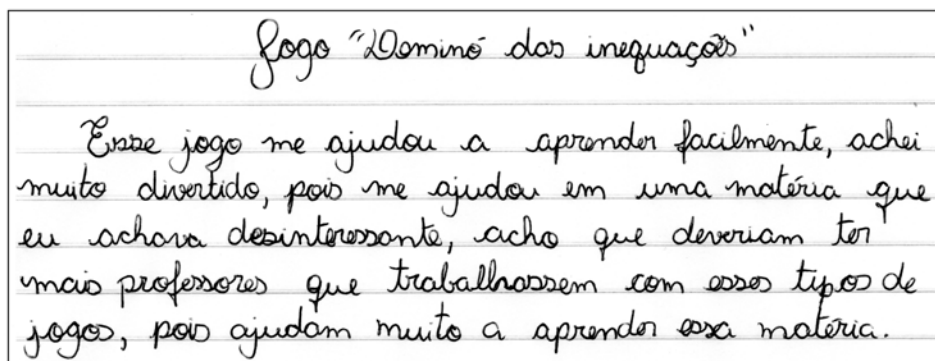 Jogo "Dominó das inequações"
Esse jogo me ajudou a aprender facilmente, achei
muito divertido, pois me ajudou em uma matéria que
eu achava desinteressante, acho que deveriam ter
mais professores que trabalhassem com esses tipos de
jogos, pois ajudam muito a aprender essa matéria.